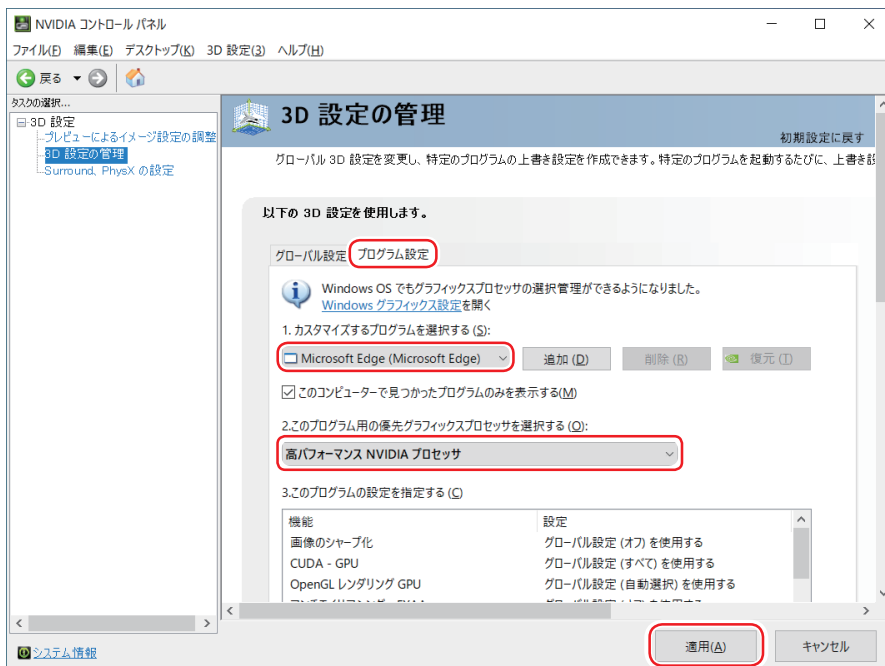 NVIDIA コントロール パネル
ファイル(F) 編集(E) デスクトップ(K) 3D 設定(3) ヘルプ(H)
戻る
タスクの選択...
3D 設定
プレビューによるイメージ設定の調整
3D 設定の管理
Surround, PhysX の設定
3D 設定の管理
初期設定に戻す
グローバル 3D 設定を変更し、特定のプログラムの上書き設定を作成できます。特定のプログラムを起動するたびに、上書き設
以下の 3D 設定を使用します。
グローバル設定 プログラム設定
Windows OS でもグラフィックスプロセッサの選択管理ができるようになりました。
Windows グラフィックス設定を開く
1. カスタマイズするプログラムを選択する (S):
Microsoft Edge (Microsoft Edge) 追加 (D) 削除 (R) 復元 (T)
このコンピューターで見つかったプログラムのみを表示する(M)
2.このプログラム用の優先グラフィックスプロセッサを選択する (O):
高パフォーマンス NVIDIA プロセッサ
3.このプログラムの設定を指定する (C)
機能 設定
画像のシャープ化 グローバル設定 (オフ) を使用する
CUDA - GPU グローバル設定 (すべて) を使用する
OpenGL レンダリング GPU グローバル設定 (自動選択) を使用する
システム情報
適用(A) キャンセル